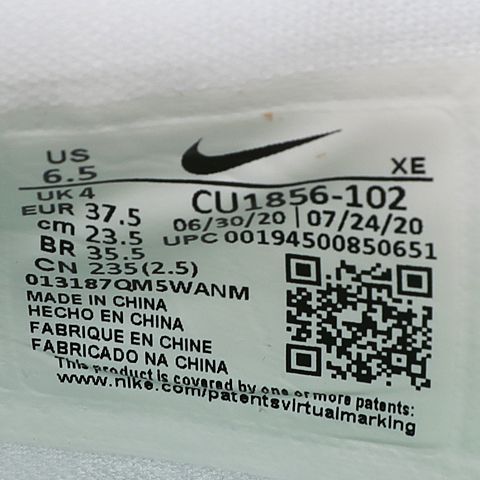 US
6.5
XE
UK 4
EUR 37.5
cm 23.5
BR 35.5
CN 235(2.5)
CU1856-102
06/30/20 | 07/24/20
UPC 00194500850651
013187QM5WANM
MADE IN CHINA
HECHO EN CHINA
FABRIQUE EN CHINE
FABRICADO NA CHINA
This product is covered by one or more patents:
www.nike.com/patentsvirtualmarking